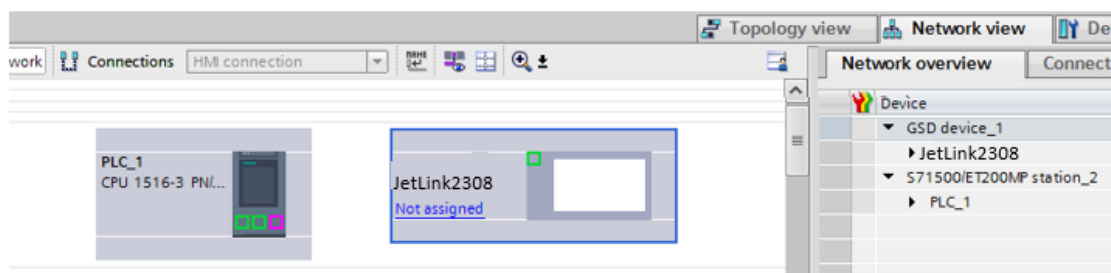 Topology view
Network view
De
work
Connections
HMI connection
Network overview
Connect
Device
GSD device_1
JetLink2308
S71500/ET200MP station_2
PLC_1
PLC_1
CPU 1516-3 PN/...
JetLink2308
Not assigned